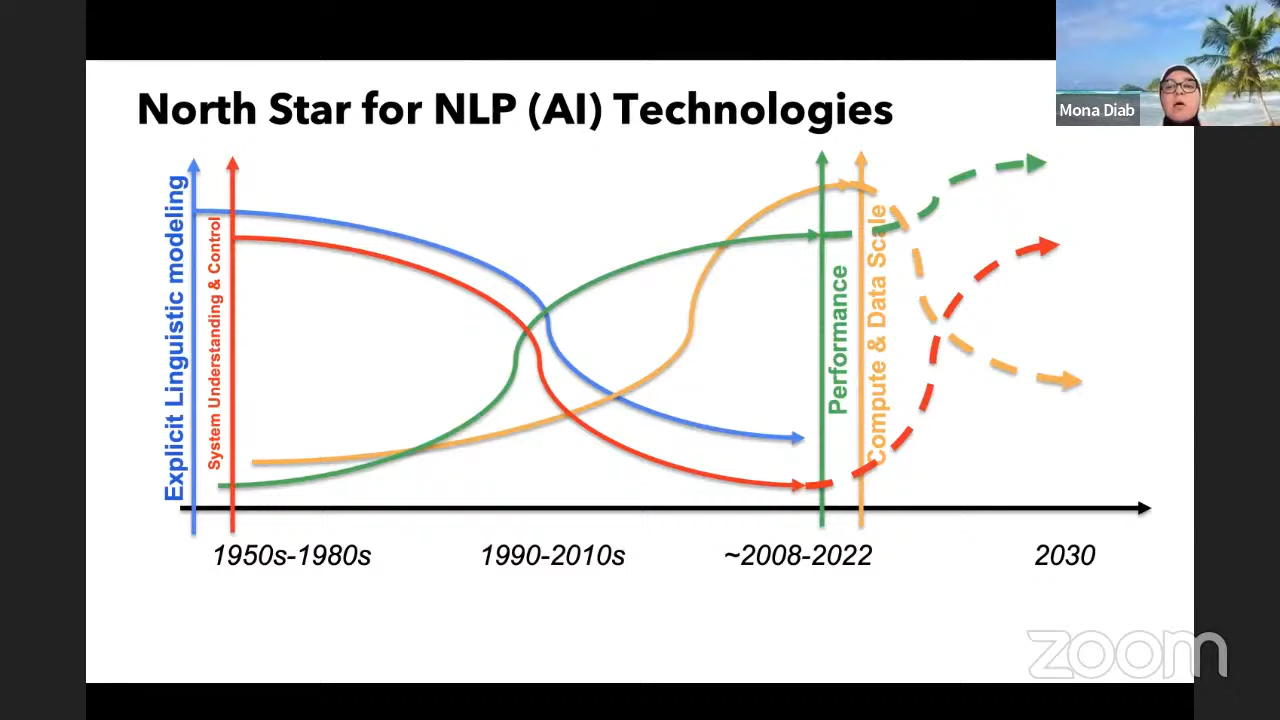 North Star for NLP (AI) Technologies
Mona Diab
Explicit Linguistic modeling
System Understanding & Control
Performance
Compute & Data Scale
1950s-1980s
1990-2010s
~2008-2022
2030
zoom